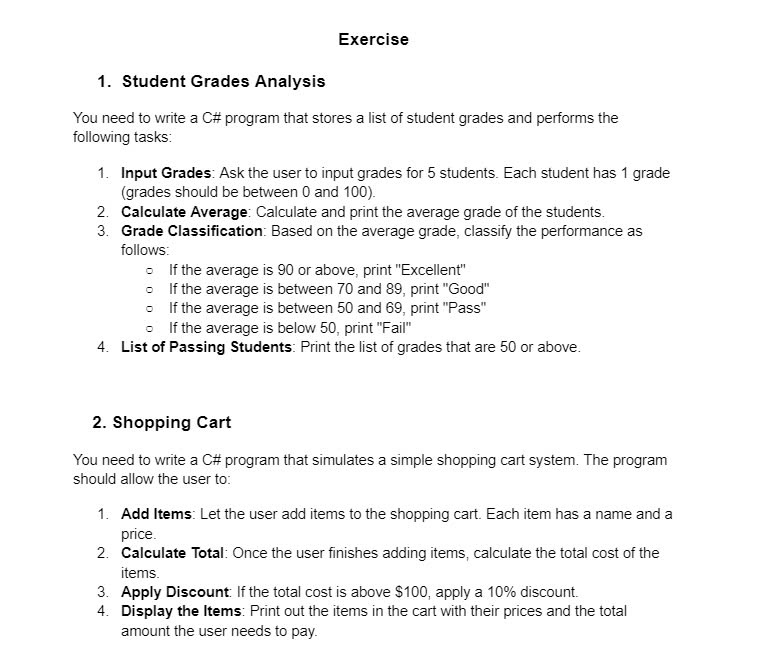 Exercise
1. Student Grades Analysis
You need to write a C# program that stores a list of student grades and performs the
following tasks:
1. Input Grades: Ask the user to input grades for 5 students. Each student has 1 grade
(grades should be between 0 and 100).
2. Calculate Average: Calculate and print the average grade of the students.
3. Grade Classification: Based on the average grade, classify the performance as
follows:
○ If the average is 90 or above, print "Excellent"
○ If the average is between 70 and 89, print "Good"
○ If the average is between 50 and 69, print "Pass"
○ If the average is below 50, print "Fail"
4. List of Passing Students: Print the list of grades that are 50 or above.
2. Shopping Cart
You need to write a C# program that simulates a simple shopping cart system. The program
should allow the user to:
1. Add Items: Let the user add items to the shopping cart. Each item has a name and a
price.
2. Calculate Total: Once the user finishes adding items, calculate the total cost of the
items.
3. Apply Discount: If the total cost is above $100, apply a 10% discount.
4. Display the Items: Print out the items in the cart with their prices and the total
amount the user needs to pay.